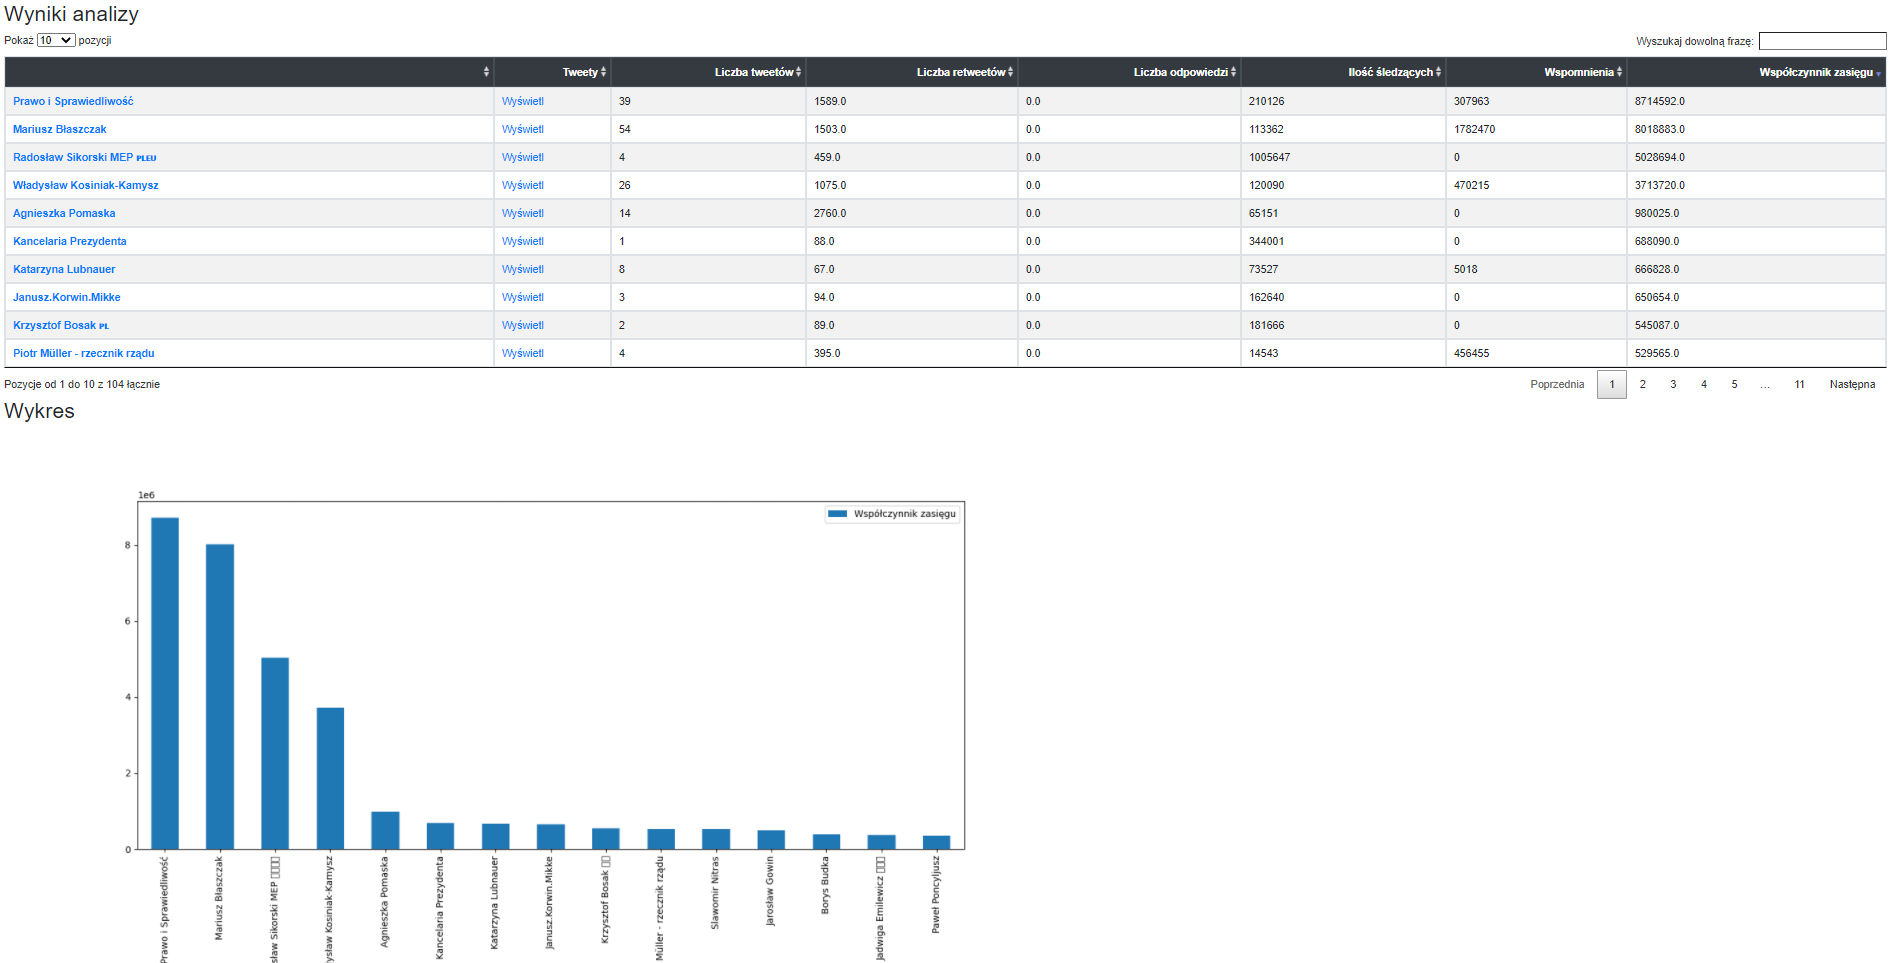 Wyniki analizy
Pokaż 10 pozycji
Wyszukaj dowolną frazę:
Tweety Liczba tweetów Liczba retweetów Liczba odpowiedzi Ilość śledzących Wspomnienia Współczynnik zasięgu
Prawo i Sprawiedliwość Wyświetl 39 1589.0 0.0 210126 307963 8714592.0
Mariusz Błaszczak Wyświetl 54 1503.0 0.0 113362 1782470 8018883.0
Radosław Sikorski MEP PLEU Wyświetl 4 459.0 0.0 1005647 0 5028694.0
Władysław Kosiniak-Kamysz Wyświetl 26 1075.0 0.0 120090 470215 3713720.0
Agnieszka Pomaska Wyświetl 14 2760.0 0.0 65151 0 980025.0
Kancelaria Prezydenta Wyświetl 1 88.0 0.0 344001 0 688090.0
Katarzyna Lubnauer Wyświetl 8 67.0 0.0 73527 5018 666828.0
Janusz.Korwin.Mikke Wyświetl 3 94.0 0.0 162640 0 650654.0
Krzysztof Bosak PL Wyświetl 2 89.0 0.0 181666 0 545087.0
Piotr Müller - rzecznik rządu Wyświetl 4 395.0 0.0 14543 456455 529565.0
Pozycje od 1 do 10 z 104 łącznie
Poprzednia 1 2 3 4 5 … 11 Następna
Wykres
1e6
Współczynnik zasięgu
8
6
4
2
0
Prawo i Sprawiedliwość
Mariusz Błaszczak
sław Sikorski MEP
ysław Kosiniak-Kamysz
Agnieszka Pomaska
Kancelaria Prezydenta
Katarzyna Lubnauer
Janusz.Korwin.Mikke
Krzysztof Bosak
Müller - rzecznik rządu
Sławomir Nitras
Jarosław Gowin
Borys Budka
Jadwiga Emilewicz
Paweł Poncyljusz